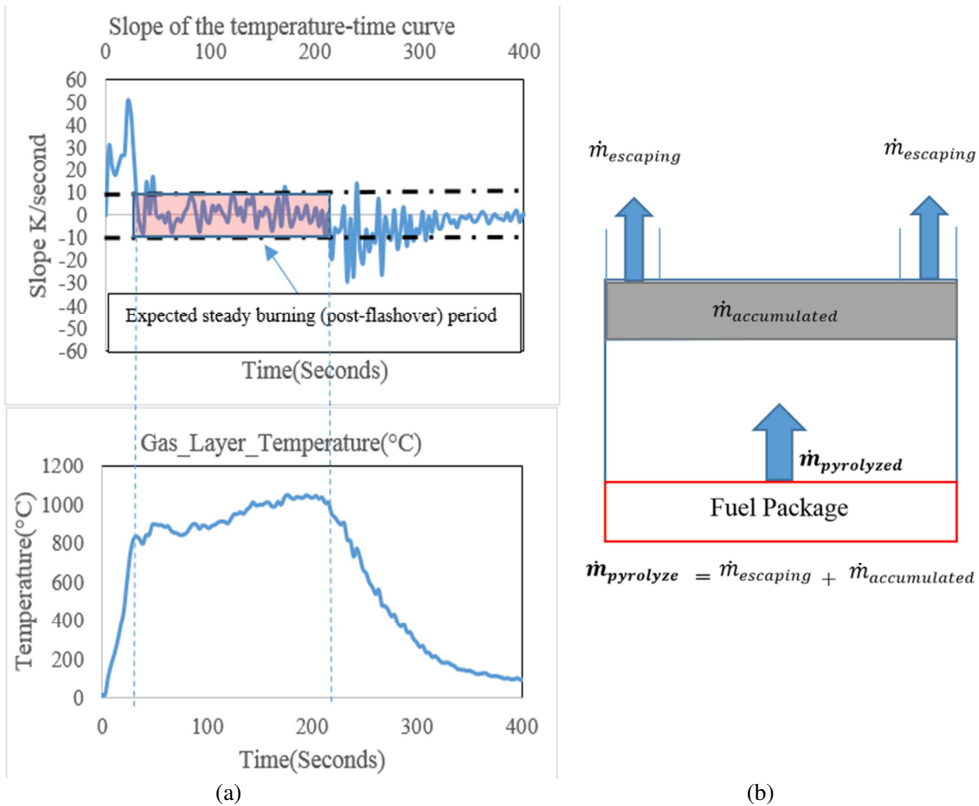 Slope of the temperature-time curve
0 100 200 300 400
60
50
40
30
20
10
0
-10
-20
-30
-40
-50
-60
Slope K/second
Expected steady burning (post-flashover) period
Time(Seconds)
Gas_Layer_Temperature(°C)
1200
1000
800
600
400
200
0
Temperature(°C)
0 100 200 300 400
Time(Seconds)
(a)
ṁescaping ṁescaping
ṁaccumulated
ṁpyrolyzed
Fuel Package
ṁpyrolyze = ṁescaping + ṁaccumulated
(b)